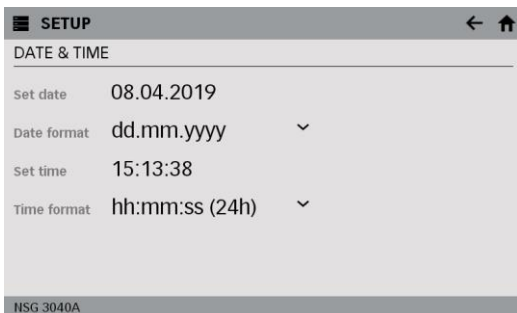 SETUP
DATE & TIME
Set date 08.04.2019
Date format dd.mm.yyyy
Set time 15:13:38
Time format hh:mm:ss (24h)
NSG 3040A